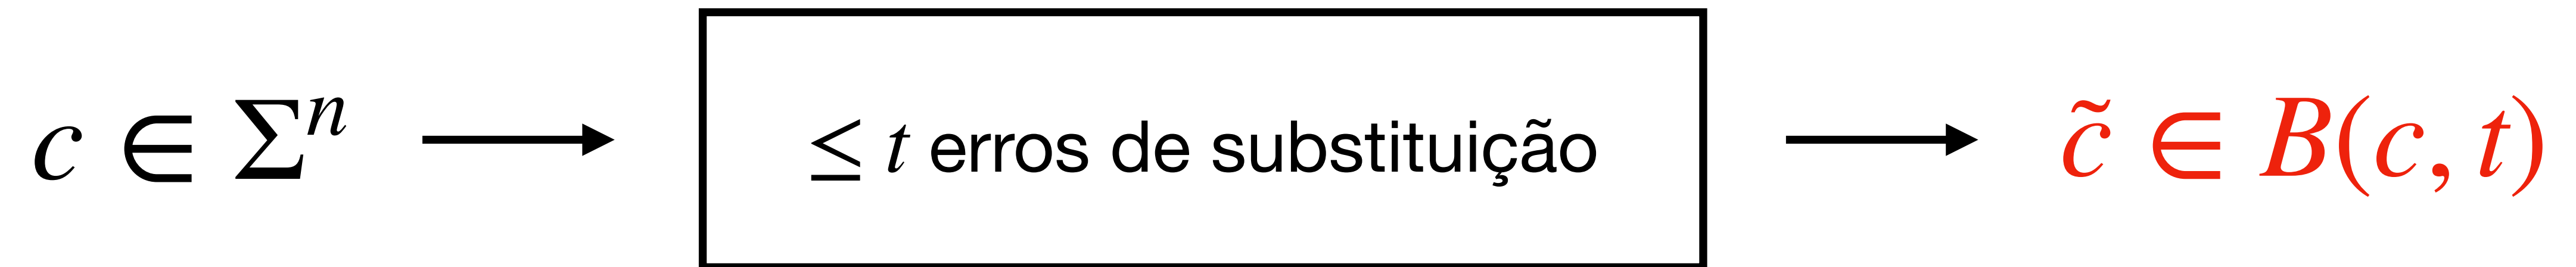 c ∈ Σⁿ ⟶ ≤ t erros de substituição ⟶ c̃ ∈ B(c, t)